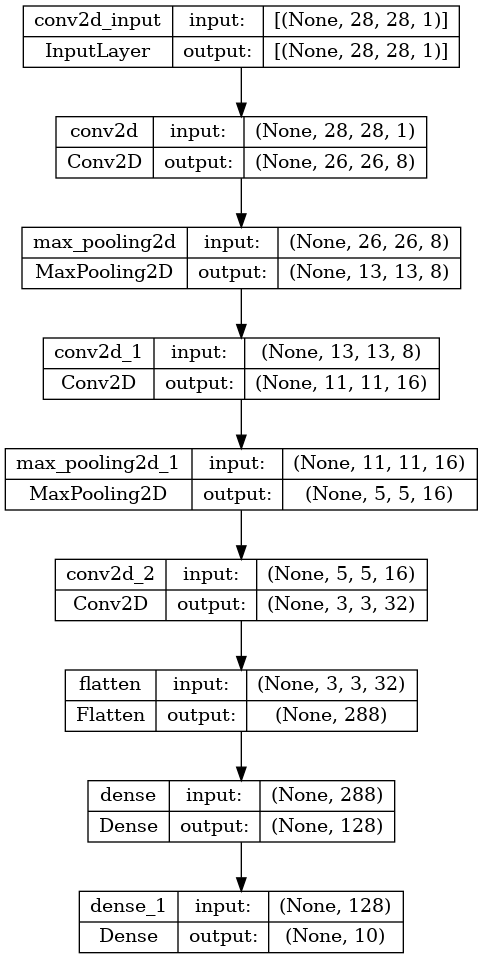 conv2d_input input: [(None, 28, 28, 1)]
InputLayer output: [(None, 28, 28, 1)]
conv2d input: (None, 28, 28, 1)
Conv2D output: (None, 26, 26, 8)
max_pooling2d input: (None, 26, 26, 8)
MaxPooling2D output: (None, 13, 13, 8)
conv2d_1 input: (None, 13, 13, 8)
Conv2D output: (None, 11, 11, 16)
max_pooling2d_1 input: (None, 11, 11, 16)
MaxPooling2D output: (None, 5, 5, 16)
conv2d_2 input: (None, 5, 5, 16)
Conv2D output: (None, 3, 3, 32)
flatten input: (None, 3, 3, 32)
Flatten output: (None, 288)
dense input: (None, 288)
Dense output: (None, 128)
dense_1 input: (None, 128)
Dense output: (None, 10)